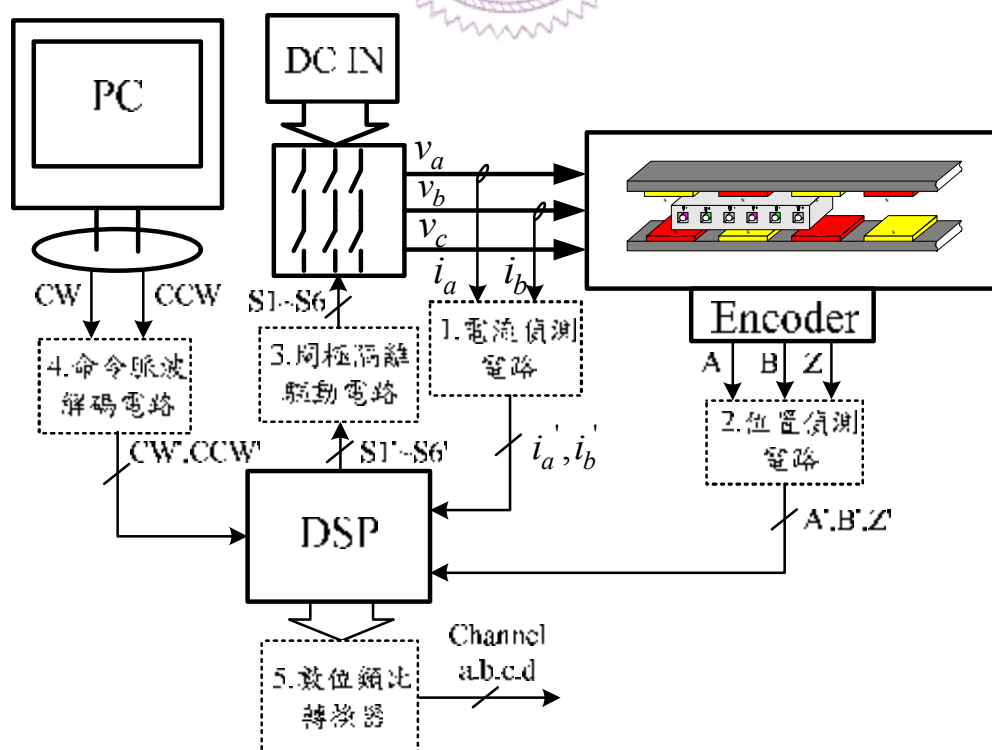 PC
DC IN
v_a
v_b
v_c
i_a
i_b
CW
CCW
S1~S6
Encoder
A
B
Z
1.電流偵測
電路
4.命令脈波
解碼電路
3.閘極隔離
驅動電路
2.位置偵測
電路
CW'.CCW'
S1'~S6'
i_a',i_b'
A'.B'.Z'
DSP
Channel
a.b.c.d
5.數位類比
轉換器